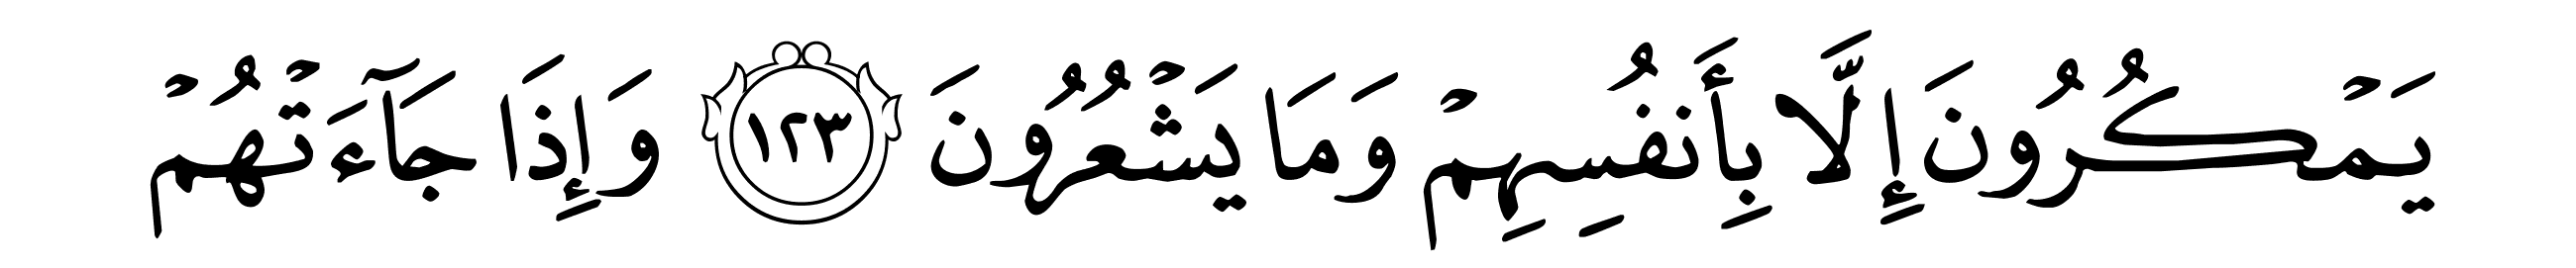 يَمْكُرُونَ إِلَّا بِأَنفُسِهِمْ وَمَا يَشْعُرُونَ ١٢٣ وَإِذَا جَآءَتْهُمْ